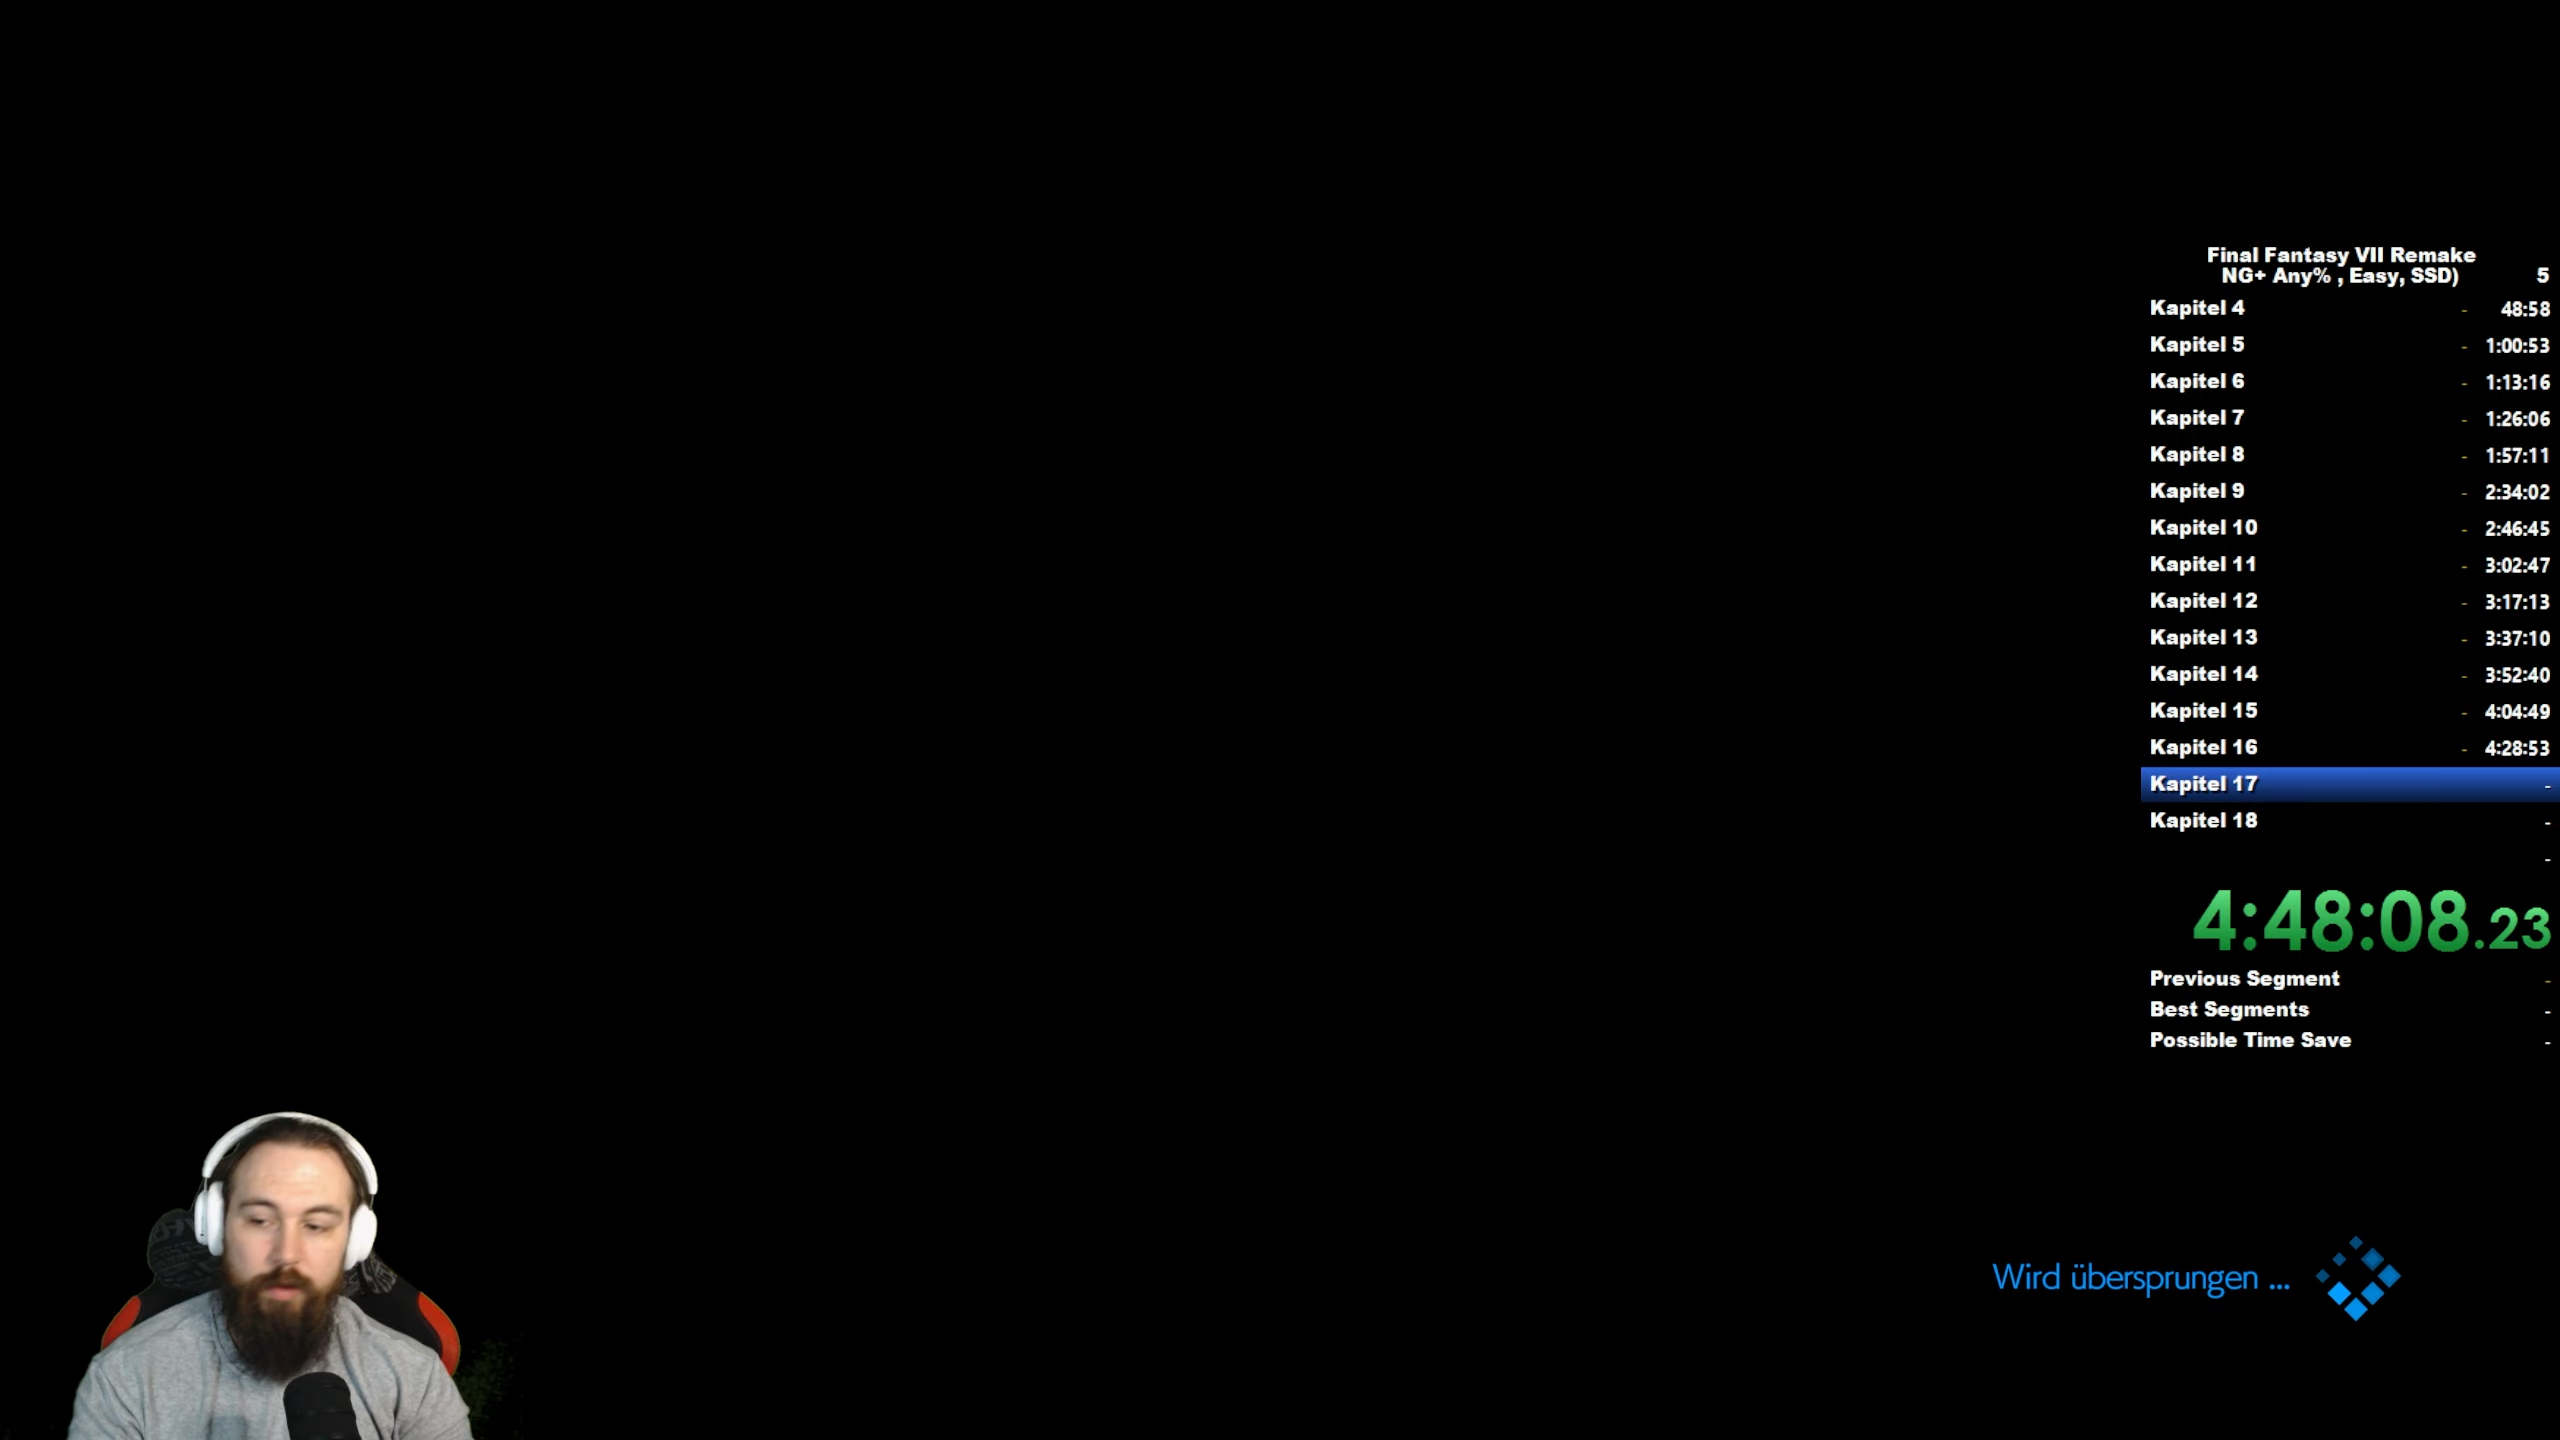 Final Fantasy VII Remake
NG+ Any% , Easy, SSD) 5
Kapitel 4 - 48:58
Kapitel 5 - 1:00:53
Kapitel 6 - 1:13:16
Kapitel 7 - 1:26:06
Kapitel 8 - 1:57:11
Kapitel 9 - 2:34:02
Kapitel 10 - 2:46:45
Kapitel 11 - 3:02:47
Kapitel 12 - 3:17:13
Kapitel 13 - 3:37:10
Kapitel 14 - 3:52:40
Kapitel 15 - 4:04:49
Kapitel 16 - 4:28:53
Kapitel 17 -
Kapitel 18 -
-
4:48:08.23
Previous Segment -
Best Segments -
Possible Time Save -
Wird übersprungen ...